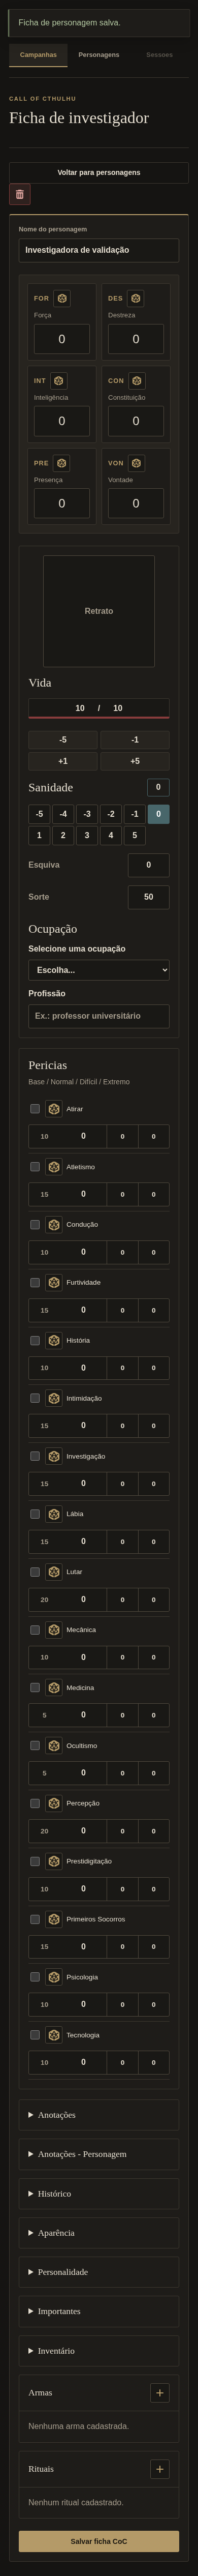 Ficha de personagem salva.
Campanhas Personagens Sessoes
CALL OF CTHULHU
Ficha de investigador
Voltar para personagens
Nome do personagem
Investigadora de validação
FOR DES
Força Destreza
0 0
INT CON
Inteligência Constituição
0 0
PRE VON
Presença Vontade
0 0
Retrato
Vida
10 / 10
-5 -1
+1 +5
Sanidade 0
-5 -4 -3 -2 -1 0
1 2 3 4 5
Esquiva 0
Sorte 50
Ocupação
Selecione uma ocupação
Escolha...
Profissão
Ex.: professor universitário
Pericias
Base / Normal / Difícil / Extremo
Atirar
10 0 0 0
Atletismo
15 0 0 0
Condução
10 0 0 0
Furtividade
15 0 0 0
História
10 0 0 0
Intimidação
15 0 0 0
Investigação
15 0 0 0
Lábia
15 0 0 0
Lutar
20 0 0 0
Mecânica
10 0 0 0
Medicina
5 0 0 0
Ocultismo
5 0 0 0
Percepção
20 0 0 0
Prestidigitação
10 0 0 0
Primeiros Socorros
15 0 0 0
Psicologia
10 0 0 0
Tecnologia
10 0 0 0
Anotações
Anotações - Personagem
Histórico
Aparência
Personalidade
Importantes
Inventário
Armas +
Nenhuma arma cadastrada.
Rituais +
Nenhum ritual cadastrado.
Salvar ficha CoC